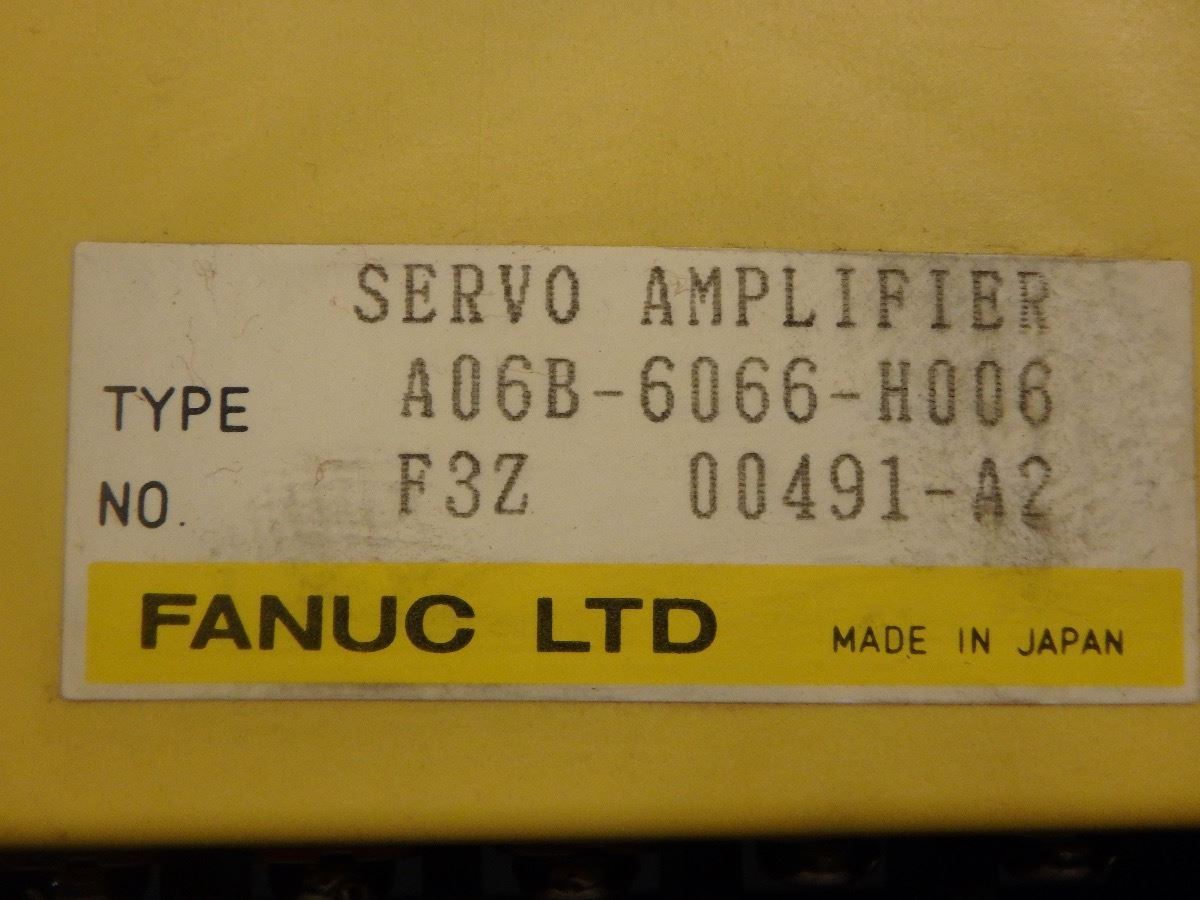 SERVO AMPLIFIER
TYPE A06B-6066-H006
NO. F3Z 00491-A2
FANUC LTD MADE IN JAPAN